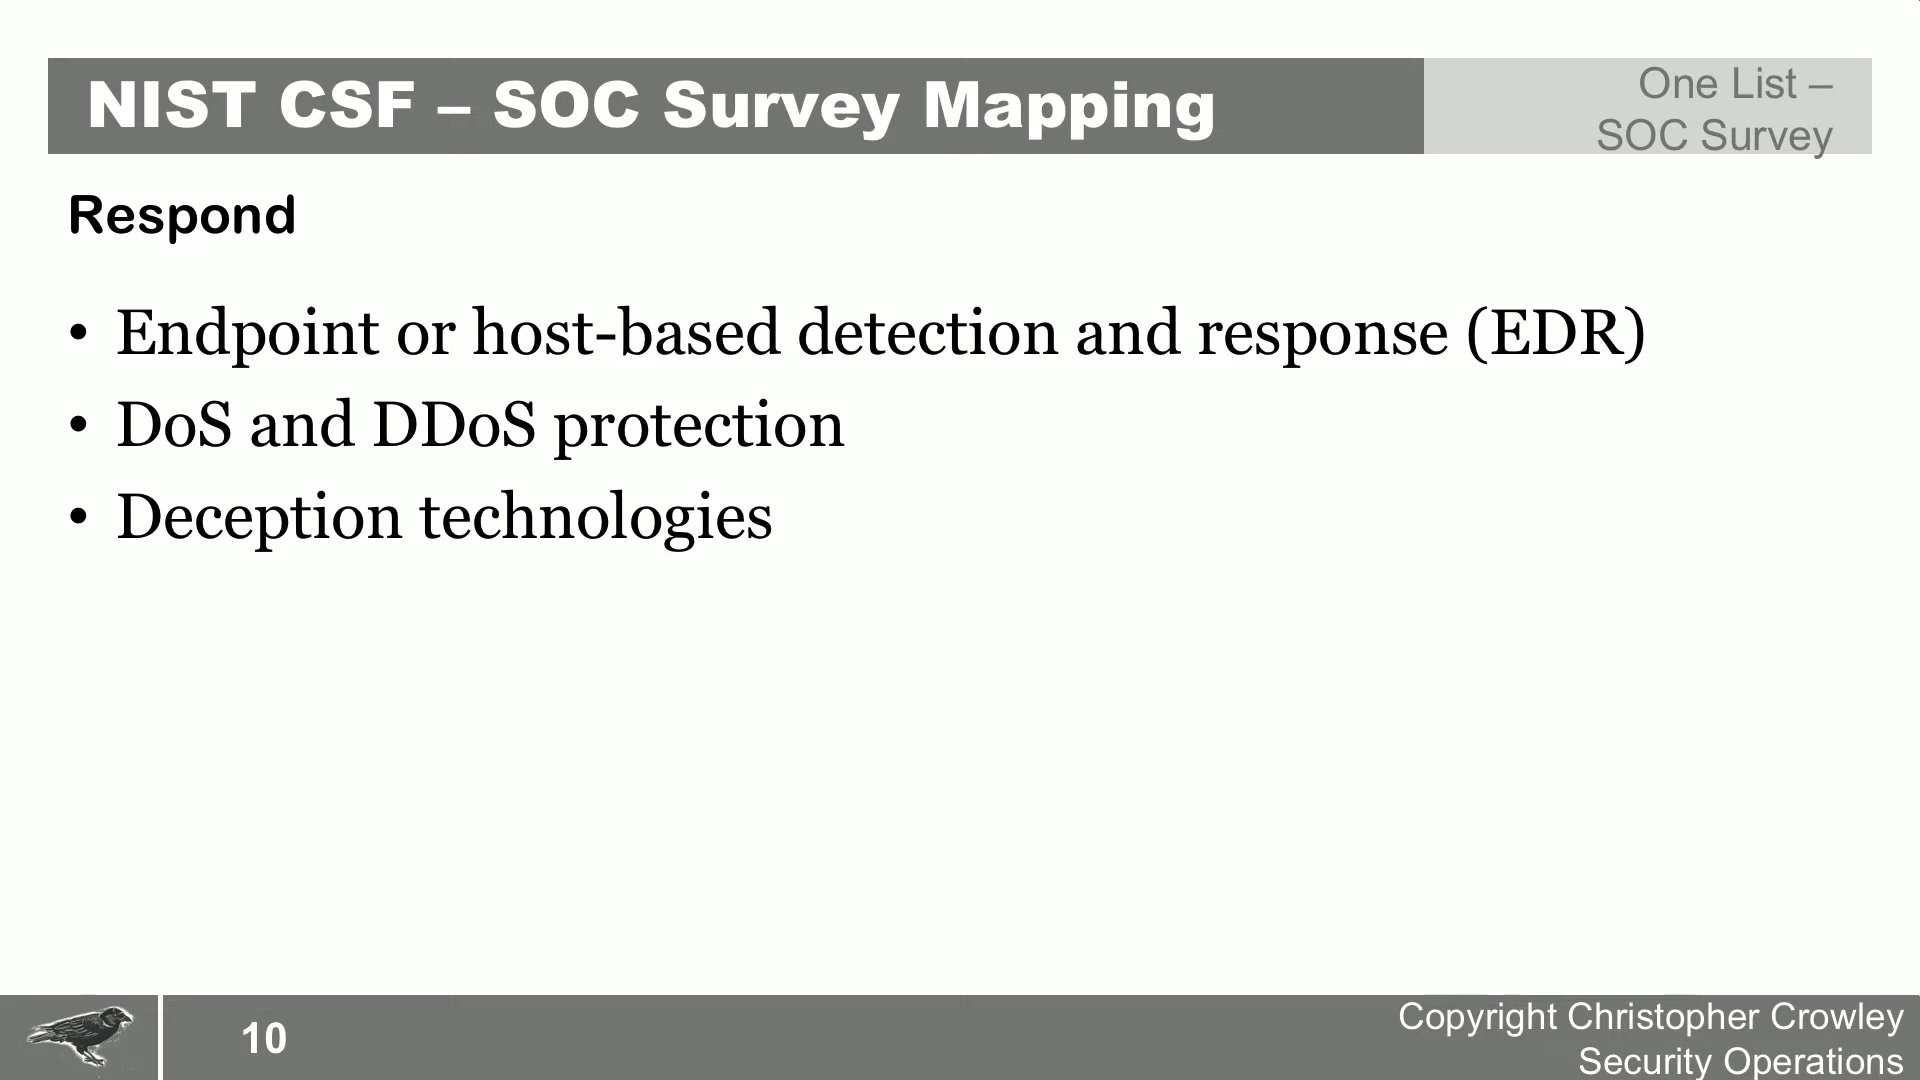 NIST CSF – SOC Survey Mapping
One List –
SOC Survey
Respond
• Endpoint or host-based detection and response (EDR)
• DoS and DDoS protection
• Deception technologies
10
Copyright Christopher Crowley
Security Operations